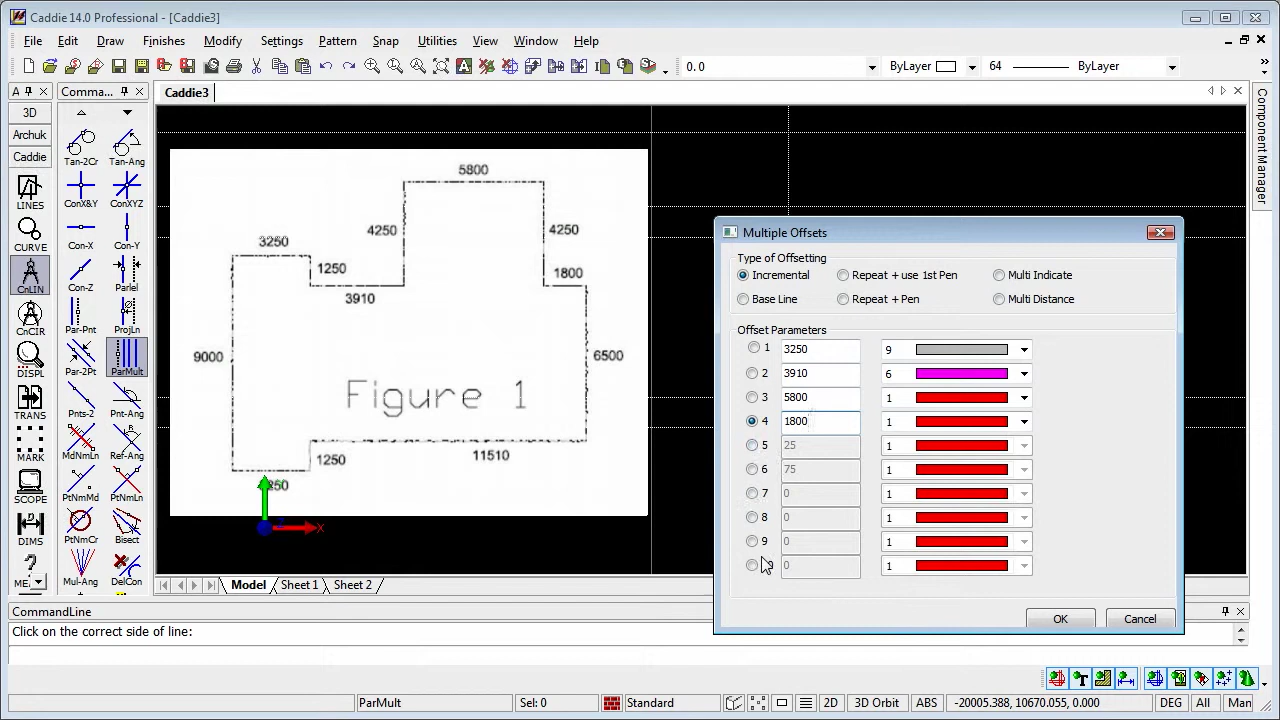 Caddie 14.0 Professional - [Caddie3]
File Edit Draw Finishes Modify Settings Pattern Snap Utilities View Window Help
0.0 ByLayer 64 ByLayer
A Comma... Caddie3
3D
Archuk
Caddie
LINES
CURVE
CnLIN
CnCIR
DISPL
TRANS
MARK
SCOPE
DIMS
Tan-2Cr Tan-Ang
ConX&Y ConXYZ
Con-X Con-Y
Con-Z Parlel
Par-Pnt ProjLn
Par-2Pt ParMult
Pnts-2 Pnt-Ang
MdNmLn Ref-Ang
PtNmMd PtNmLn
PtNmCr Bisect
Mul-Ang DelCon
Component Manager
5800
4250 4250
3250
1250 1800
3910
9000 6500
Figure 1
1250 11510
X
Multiple Offsets
Type of Offsetting
Incremental Repeat + use 1st Pen Multi Indicate
Base Line Repeat + Pen Multi Distance
Offset Parameters
1 3250 9
2 3910 6
3 5800 1
4 1800 1
5 25 1
6 75 1
7 0 1
8 0 1
9 0 1
0 1
OK Cancel
Model Sheet 1 Sheet 2
CommandLine
Click on the correct side of line:
ParMult Sel: 0 Standard 2D 3D Orbit ABS -20005.388, 10670.055, 0.000 DEG All Man